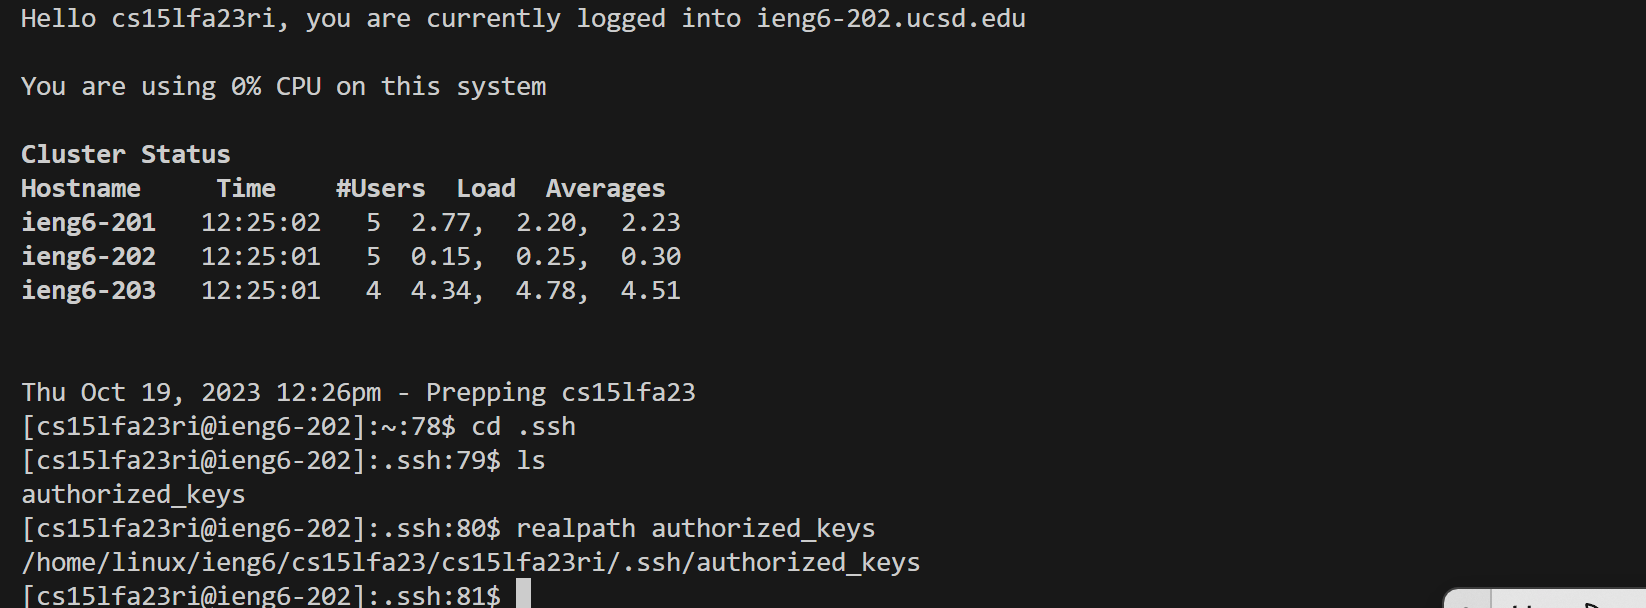 Hello cs15lfa23ri, you are currently logged into ieng6-202.ucsd.edu
You are using 0% CPU on this system
Cluster Status
Hostname     Time    #Users  Load  Averages
ieng6-201   12:25:02   5  2.77,  2.20,  2.23
ieng6-202   12:25:01   5  0.15,  0.25,  0.30
ieng6-203   12:25:01   4  4.34,  4.78,  4.51
Thu Oct 19, 2023 12:26pm - Prepping cs15lfa23
[cs15lfa23ri@ieng6-202]:~:78$ cd .ssh
[cs15lfa23ri@ieng6-202]:.ssh:79$ ls
authorized_keys
[cs15lfa23ri@ieng6-202]:.ssh:80$ realpath authorized_keys
/home/linux/ieng6/cs15lfa23/cs15lfa23ri/.ssh/authorized_keys
[cs15lfa23ri@ieng6-202]:.ssh:81$